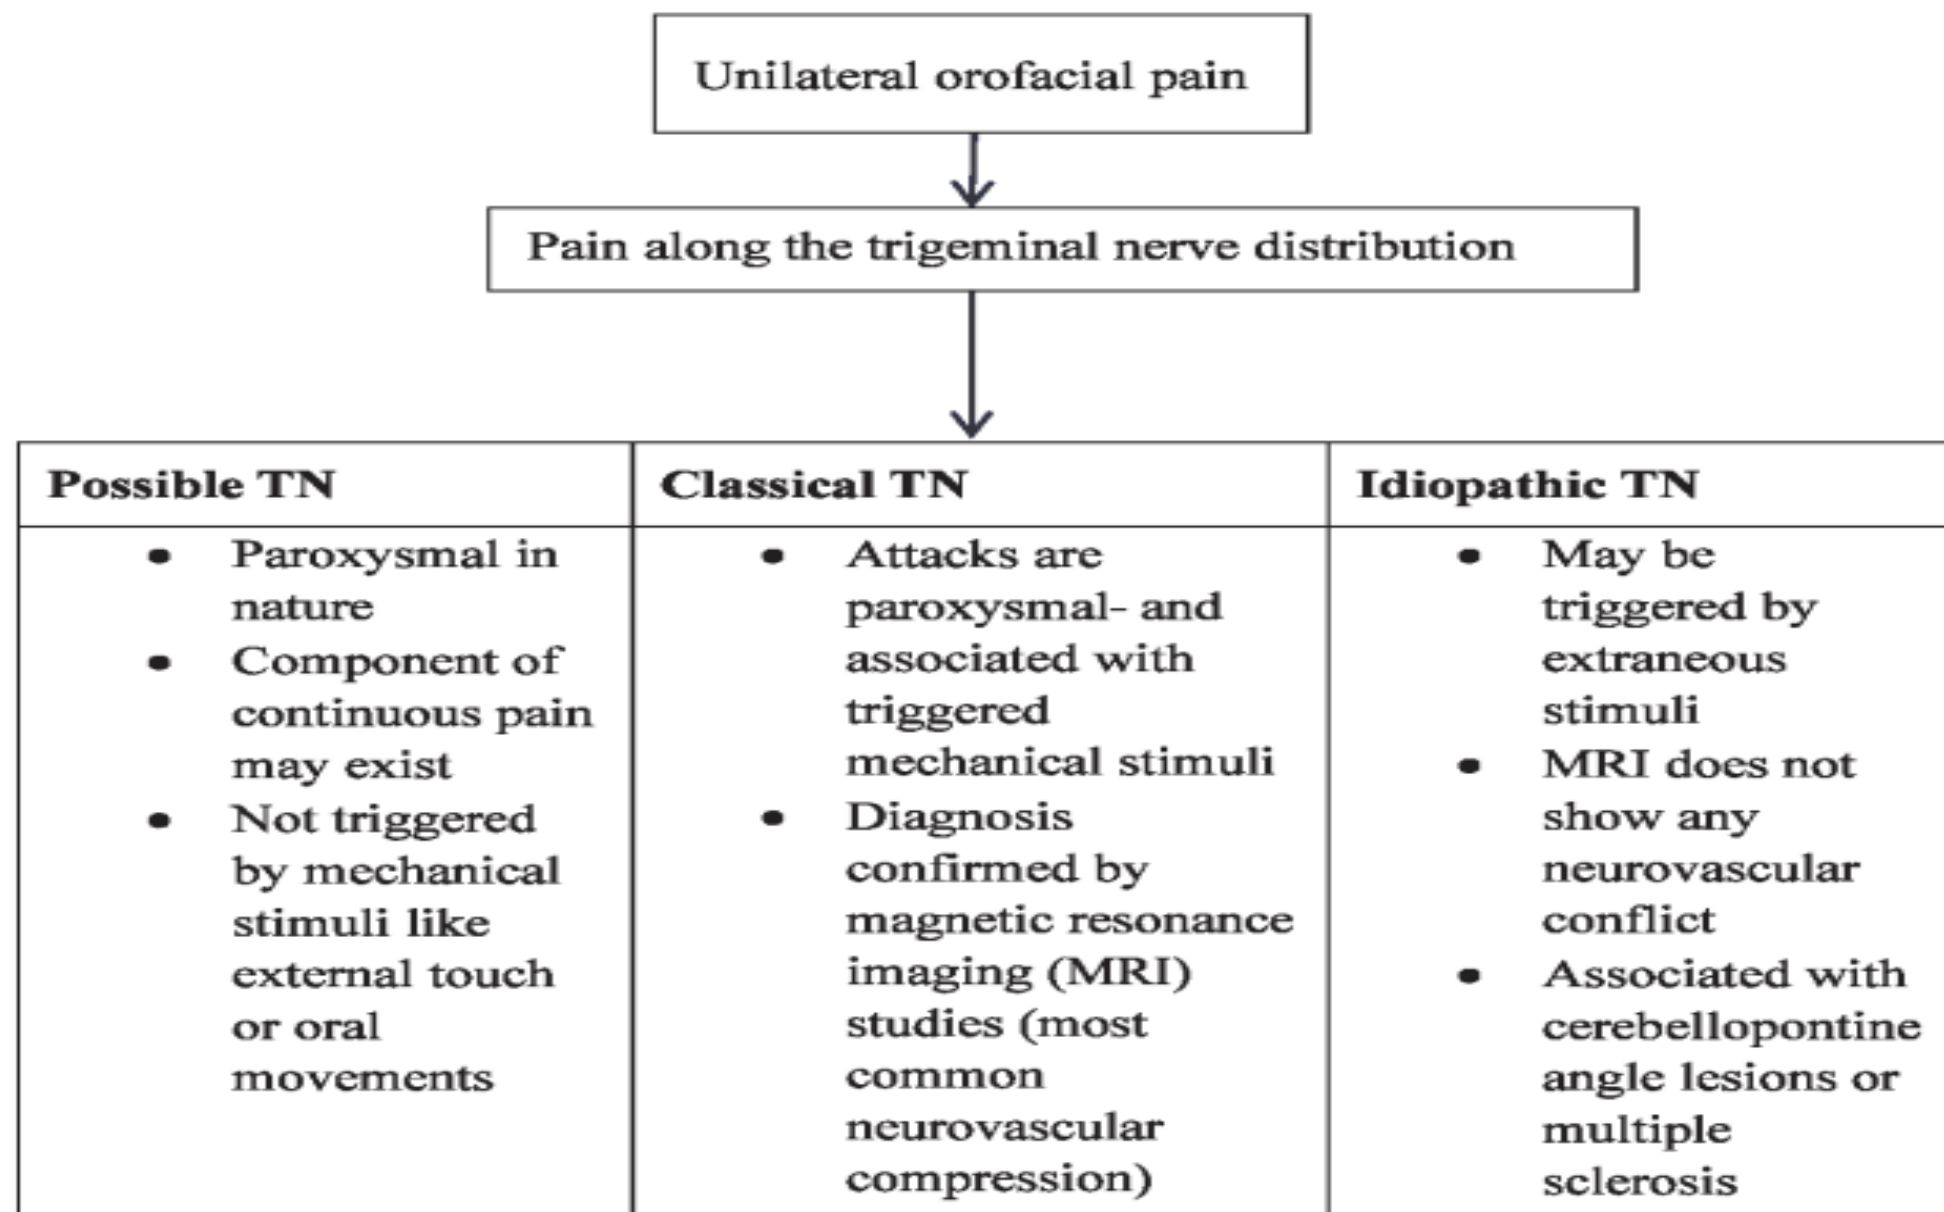 Unilateral orofacial pain
Pain along the trigeminal nerve distribution
Possible TN
• Paroxysmal in
nature
• Component of
continuous pain
may exist
• Not triggered
by mechanical
stimuli like
external touch
or oral
movements
Classical TN
• Attacks are
paroxysmal- and
associated with
triggered
mechanical stimuli
• Diagnosis
confirmed by
magnetic resonance
imaging (MRI)
studies (most
common
neurovascular
compression)
Idiopathic TN
• May be
triggered by
extraneous
stimuli
• MRI does not
show any
neurovascular
conflict
• Associated with
cerebellopontine
angle lesions or
multiple
sclerosis